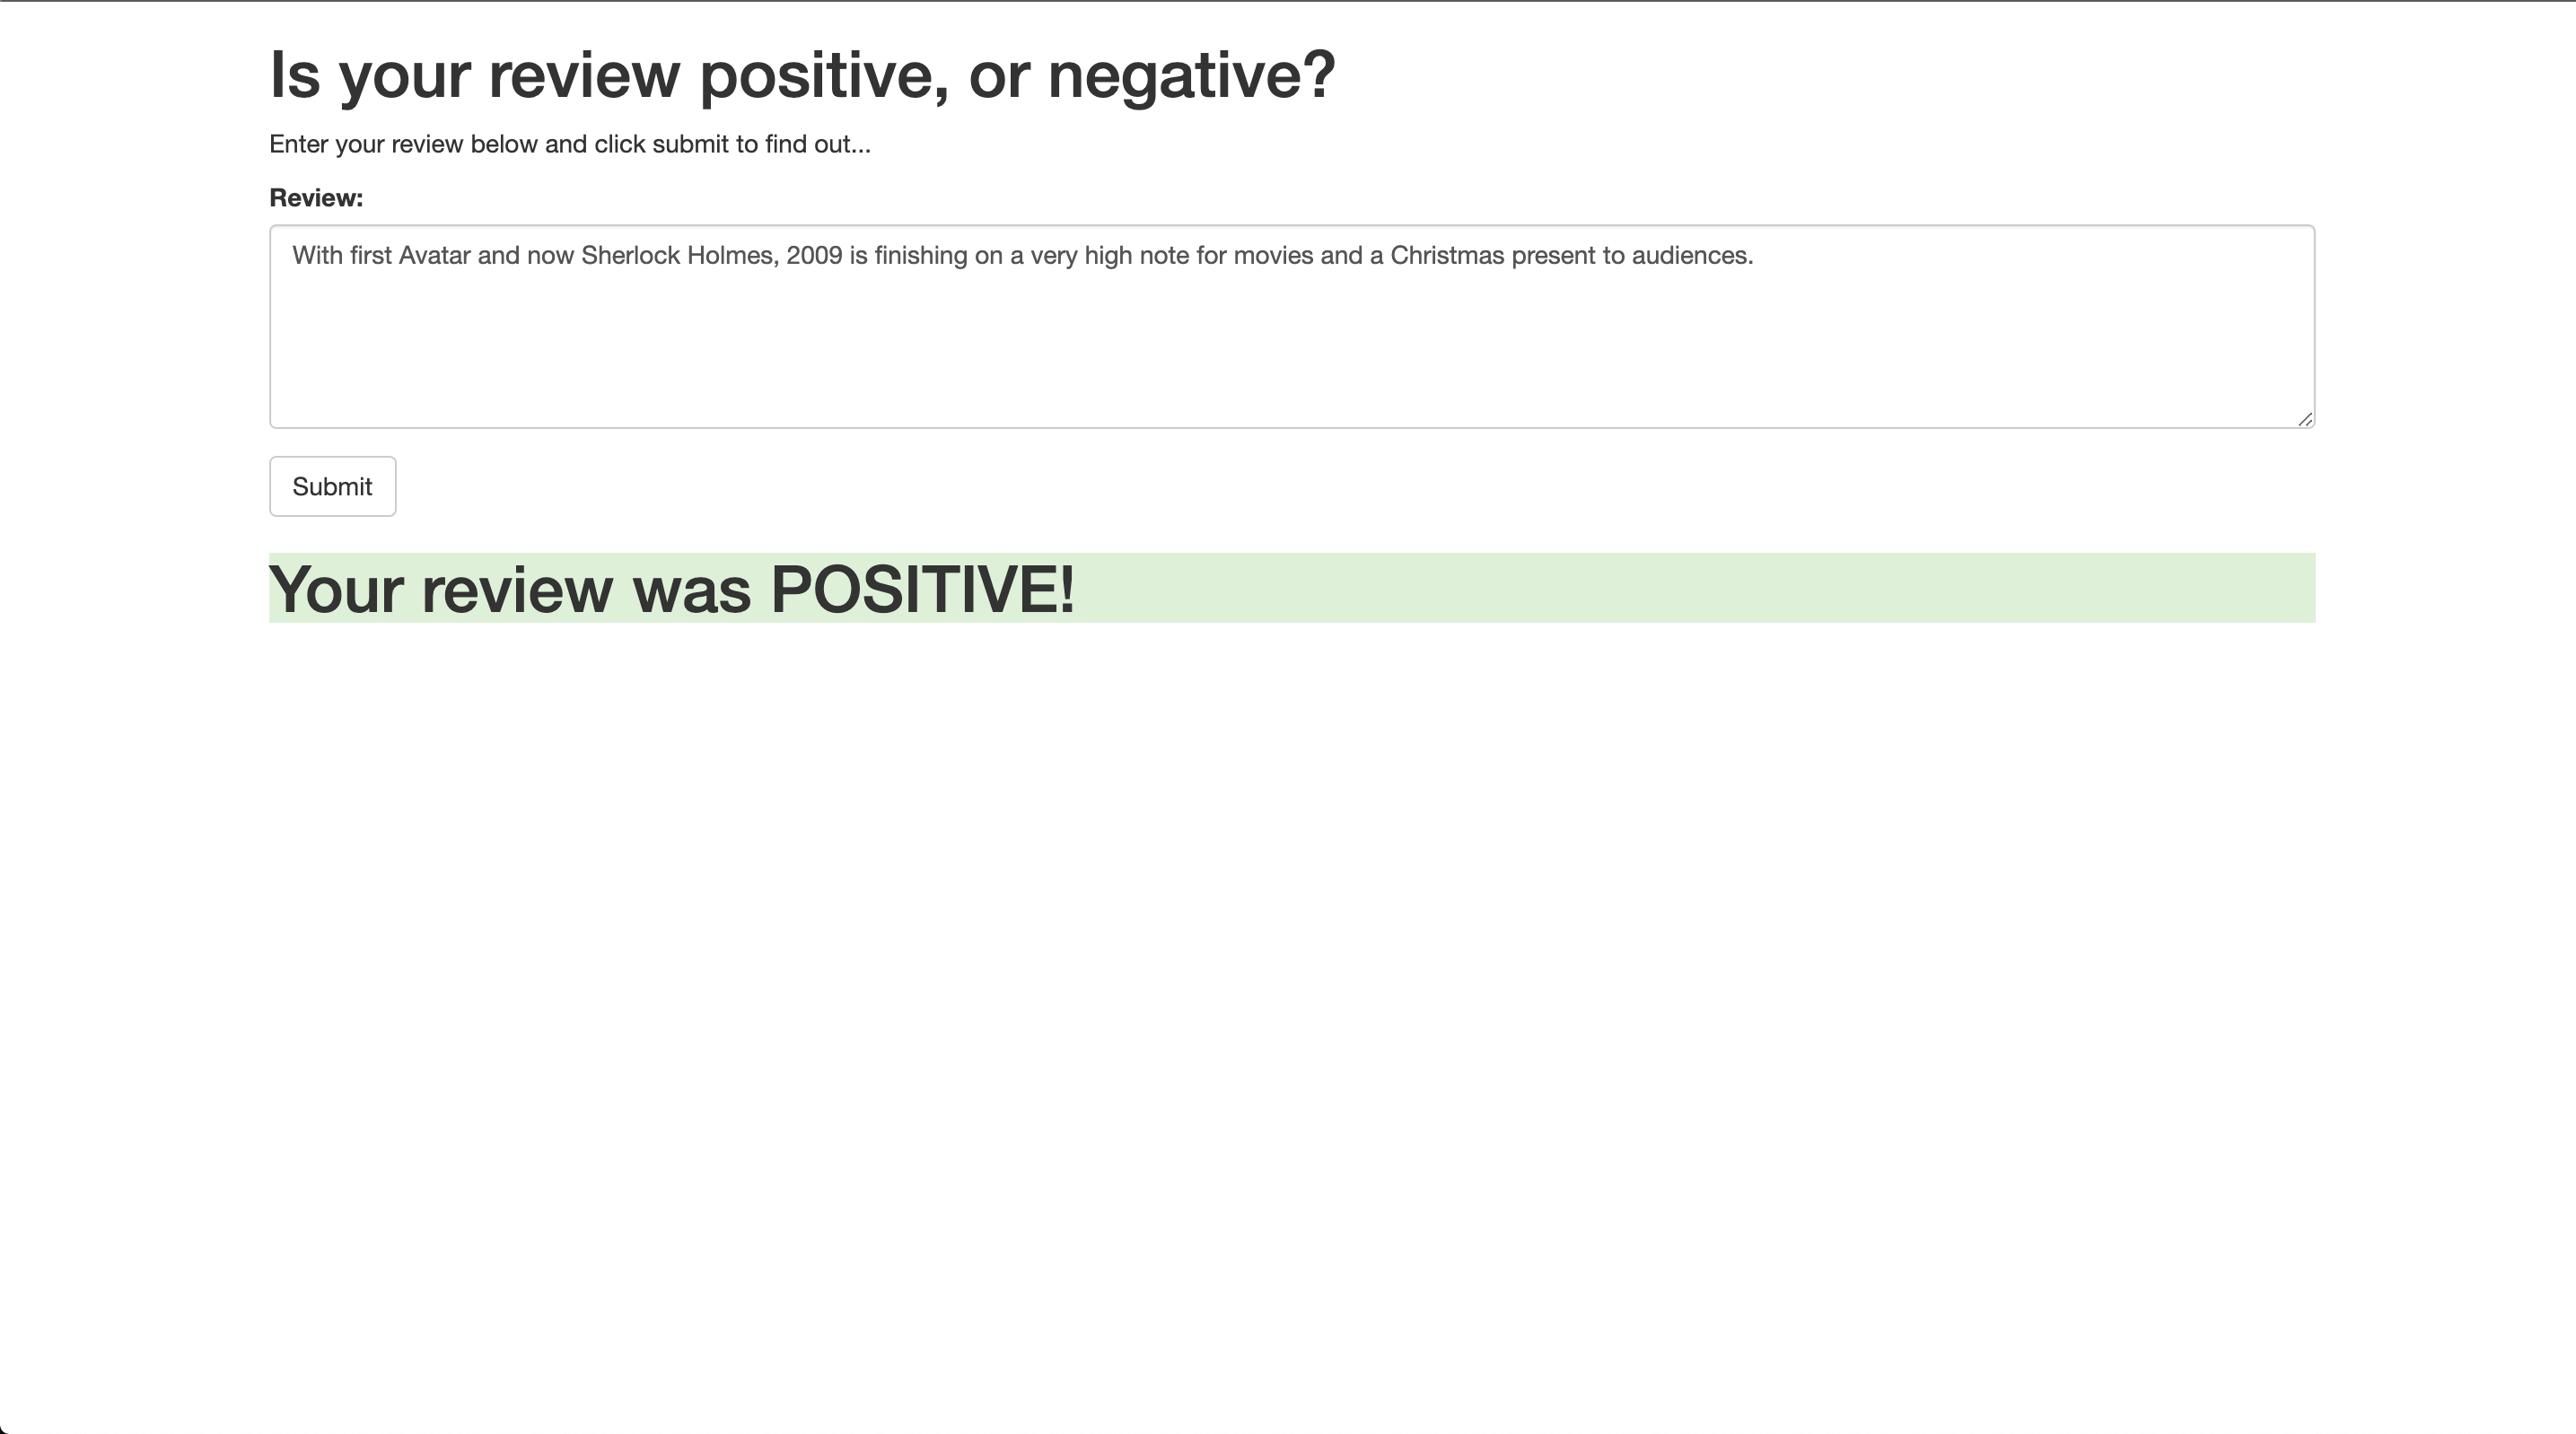 Is your review positive, or negative?
Enter your review below and click submit to find out...
Review:
With first Avatar and now Sherlock Holmes, 2009 is finishing on a very high note for movies and a Christmas present to audiences.
Submit
Your review was POSITIVE!